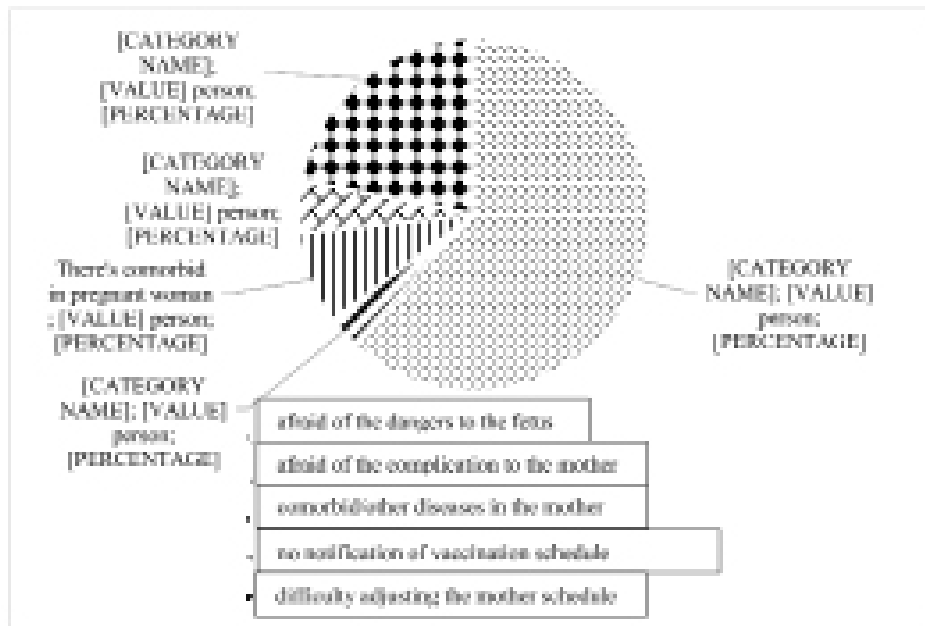 [CATEGORY
NAME];
[VALUE] person;
[PERCENTAGE]
[CATEGORY
NAME];
[VALUE] person;
[PERCENTAGE]
There's comorbid
in pregnant woman
; [VALUE] person;
[PERCENTAGE]
[CATEGORY
NAME]; [VALUE]
person;
[PERCENTAGE]
[CATEGORY
NAME]; [VALUE]
person;
[PERCENTAGE]
afraid of the dangers to the fetus
afraid of the complication to the mother
comorbid/other diseases in the mother
no notification of vaccination schedule
difficulty adjusting the mother schedule